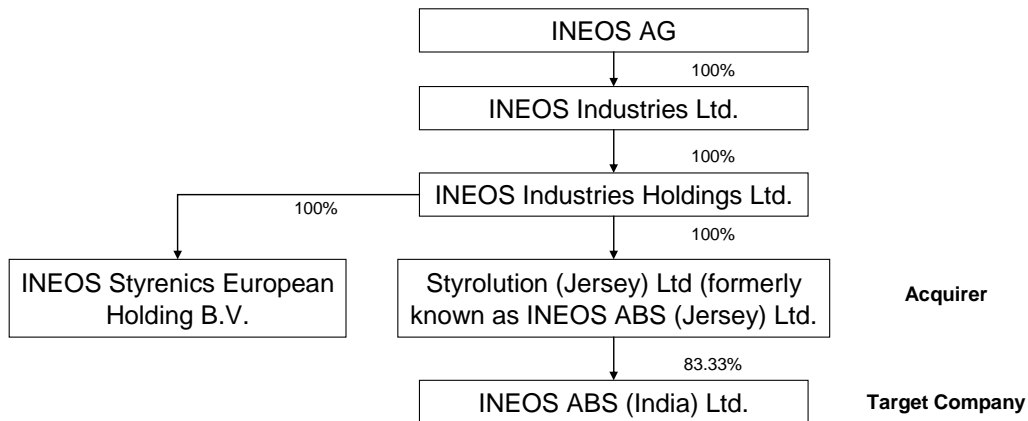 INEOS AG
100%
INEOS Industries Ltd.
100%
INEOS Industries Holdings Ltd.
100%
100%
INEOS Styrenics European
Holding B.V.
Styrolution (Jersey) Ltd (formerly
known as INEOS ABS (Jersey) Ltd.
Acquirer
83.33%
INEOS ABS (India) Ltd.
Target Company